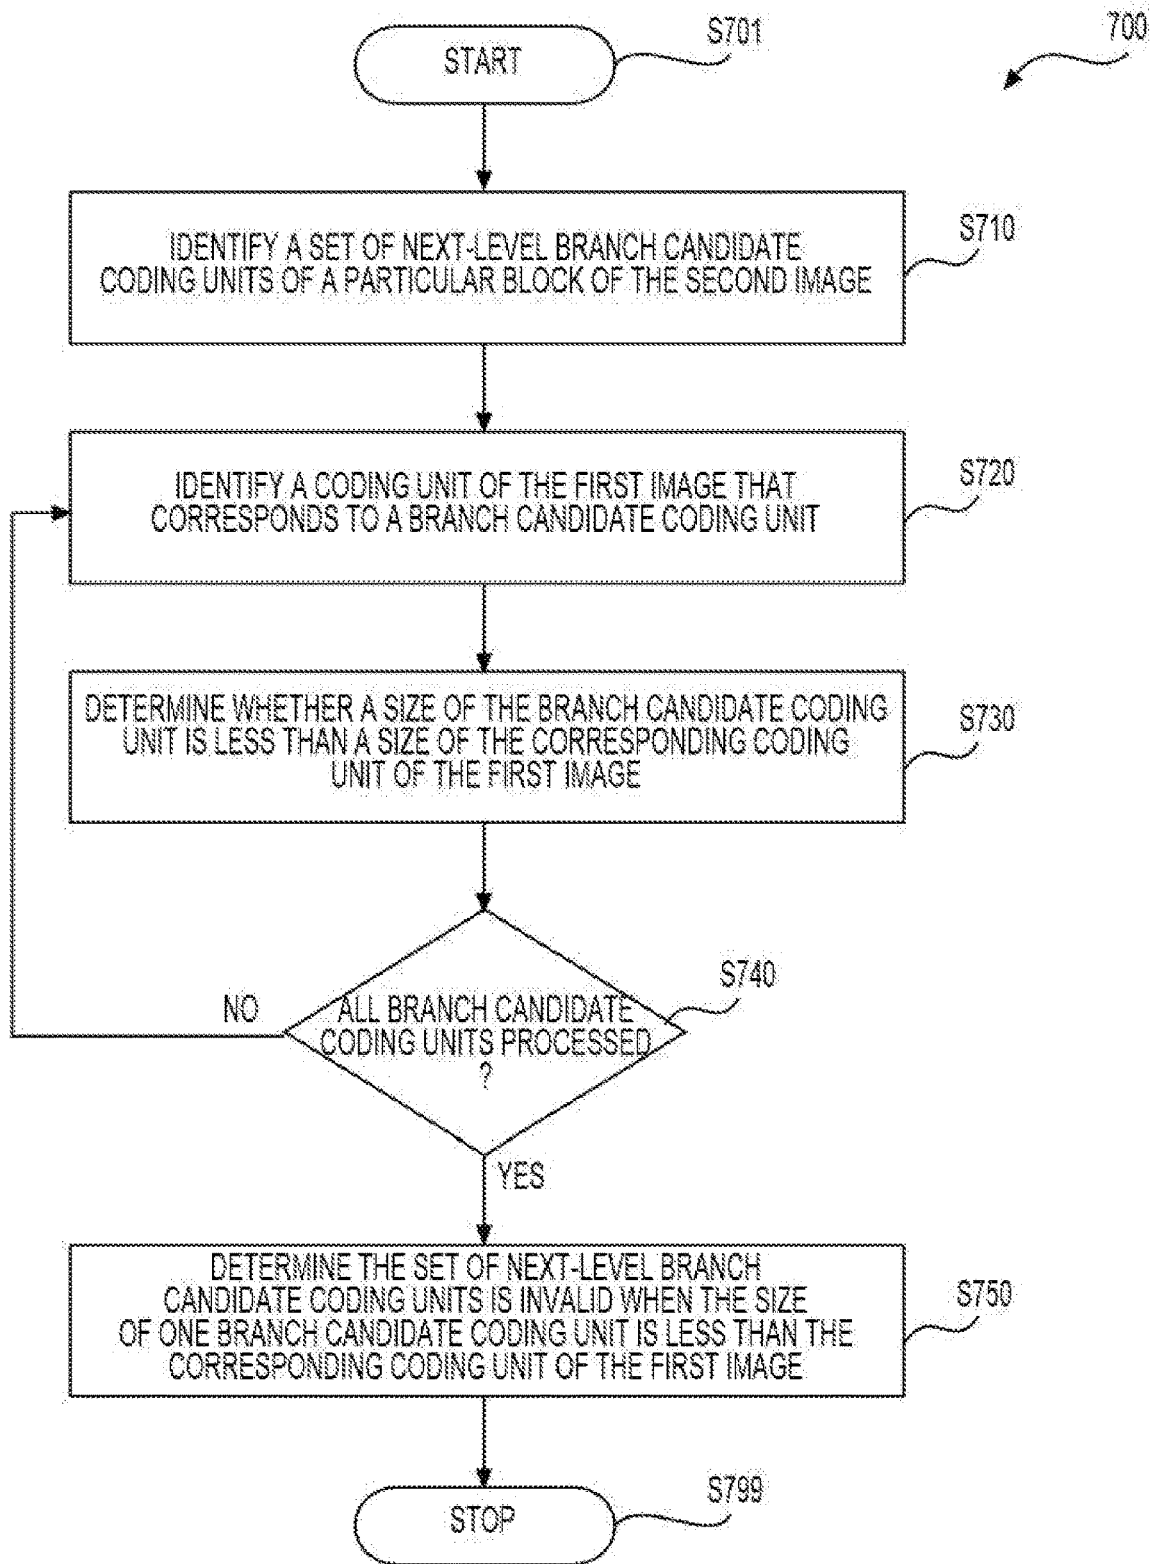 START
S701
700
IDENTIFY A SET OF NEXT-LEVEL BRANCH CANDIDATE
CODING UNITS OF A PARTICULAR BLOCK OF THE SECOND IMAGE
S710
IDENTIFY A CODING UNIT OF THE FIRST IMAGE THAT
CORRESPONDS TO A BRANCH CANDIDATE CODING UNIT
S720
DETERMINE WHETHER A SIZE OF THE BRANCH CANDIDATE CODING
UNIT IS LESS THAN A SIZE OF THE CORRESPONDING CODING
UNIT OF THE FIRST IMAGE
S730
ALL BRANCH CANDIDATE
CODING UNITS PROCESSED
?
S740
NO
YES
DETERMINE THE SET OF NEXT-LEVEL BRANCH
CANDIDATE CODING UNITS IS INVALID WHEN THE SIZE
OF ONE BRANCH CANDIDATE CODING UNIT IS LESS THAN THE
CORRESPONDING CODING UNIT OF THE FIRST IMAGE
S750
STOP
S799